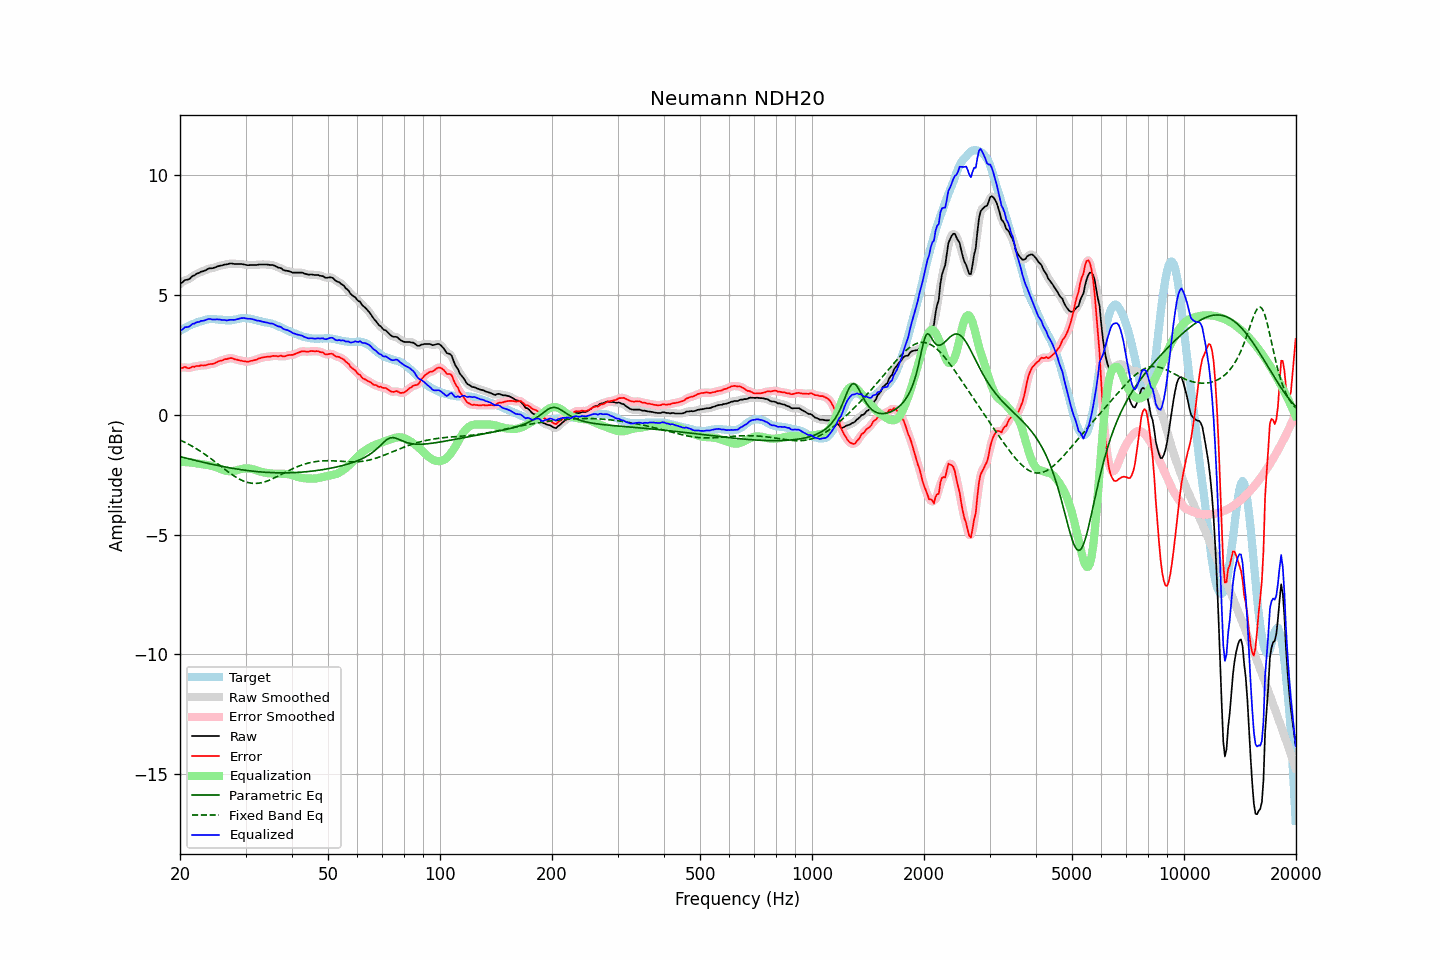 Neumann NDH20
Amplitude (dBr)
10
5
0
−5
−10
−15
Target
Raw Smoothed
Error Smoothed
Raw
Error
Equalization
Parametric Eq
Fixed Band Eq
Equalized
20
50
100
200
500
1000
2000
5000
10000
20000
Frequency (Hz)